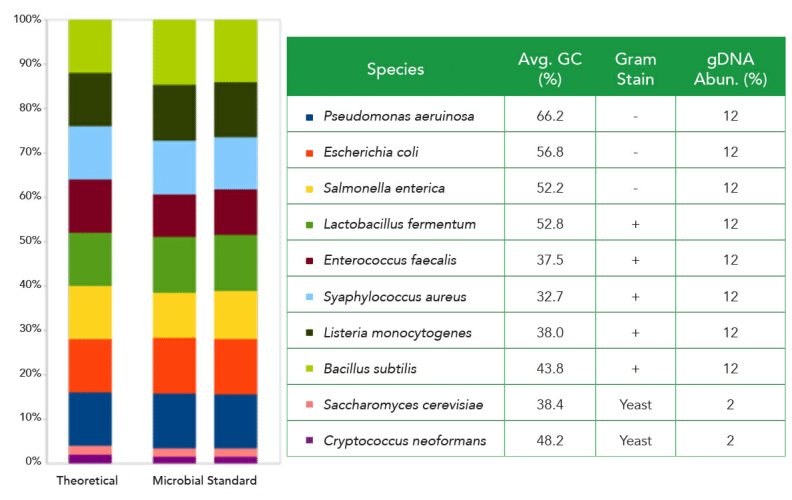 100%
90%
80%
70%
60%
50%
40%
30%
20%
10%
0%
Theoretical Microbial Standard
Species Avg. GC (%) Gram Stain gDNA Abun. (%)
Pseudomonas aeruinosa 66.2 - 12
Escherichia coli 56.8 - 12
Salmonella enterica 52.2 - 12
Lactobacillus fermentum 52.8 + 12
Enterococcus faecalis 37.5 + 12
Syaphylococcus aureus 32.7 + 12
Listeria monocytogenes 38.0 + 12
Bacillus subtilis 43.8 + 12
Saccharomyces cerevisiae 38.4 Yeast 2
Cryptococcus neoformans 48.2 Yeast 2